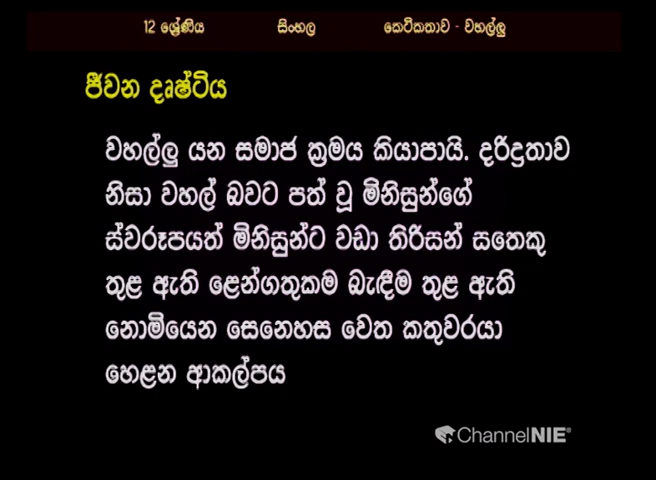 12 ශ්‍රේණිය සිංහල කෙටිකතාව - වහල්ලු
ජීවන දෘෂ්ටිය
වහල්ලු යන සමාජ ක්‍රමය කියාපායි. දරිද්‍රතාව
නිසා වහල් බවට පත් වූ මිනිසුන්ගේ
ස්වරූපයත් මිනිසුන්ට වඩා තිරිසන් සතෙකු
තුළ ඇති ළෙන්ගතුකම බැඳීම තුළ ඇති
නොමියෙන සෙනෙහස වෙත කතුවරයා
හෙළන ආකල්පය
ChannelNIE®